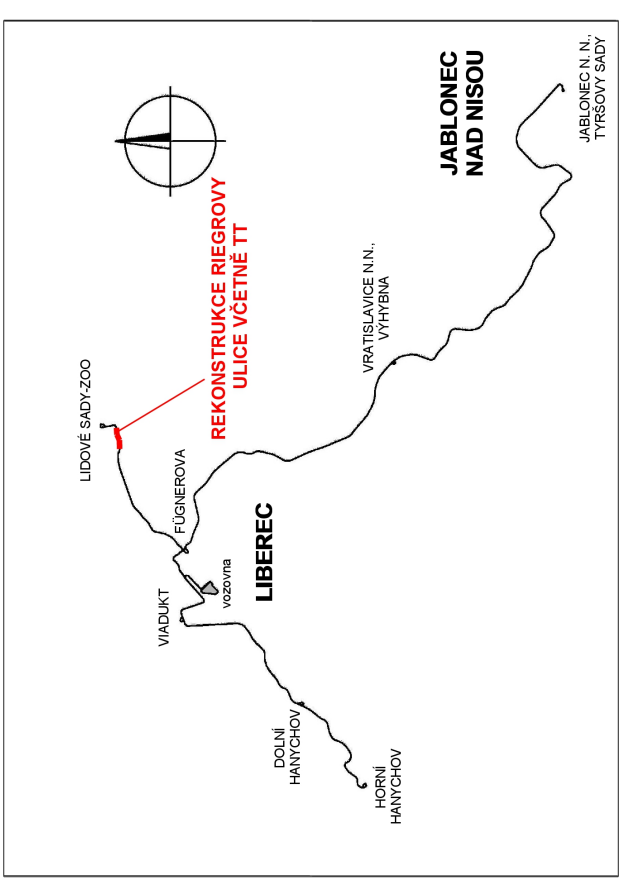 LIDOVÉ SADY-ZOO
REKONSTRUKCE RIEGROVY
ULICE VČETNĚ TT
FÜGNEROVA
VIADUKT
vozovna
LIBEREC
DOLNÍ
HANYCHOV
HORNÍ
HANYCHOV
VRATISLAVICE N.N.,
VÝHYBNA
JABLONEC
NAD NISOU
JABLONEC N. N.,
TYRŠOVY SADY